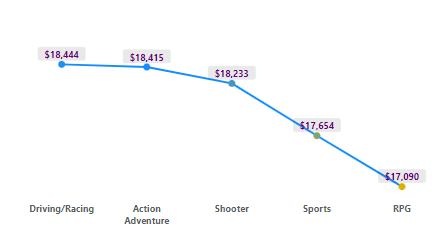 $18,444
$18,415
$18,233
$17,654
$17,090
Driving/Racing
Action
Adventure
Shooter
Sports
RPG